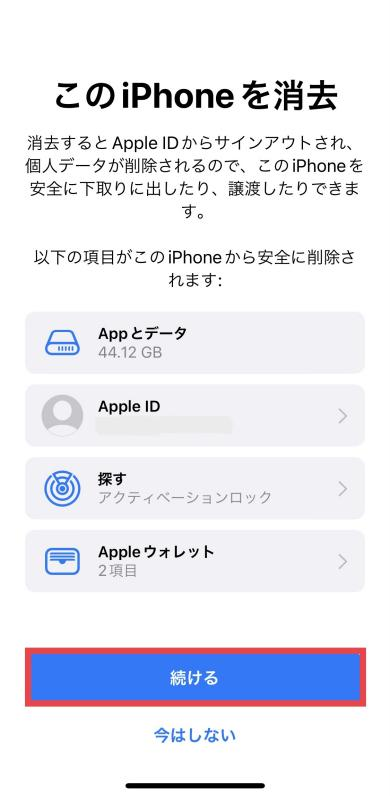 このiPhoneを消去
消去するとApple IDからサインアウトされ、
個人データが削除されるので、このiPhoneを
安全に下取りに出したり、譲渡したりできま
す。
以下の項目がこのiPhoneから安全に削除さ
れます:
Appとデータ
44.12 GB
Apple ID
探す
アクティベーションロック
Appleウォレット
2項目
続ける
今はしない